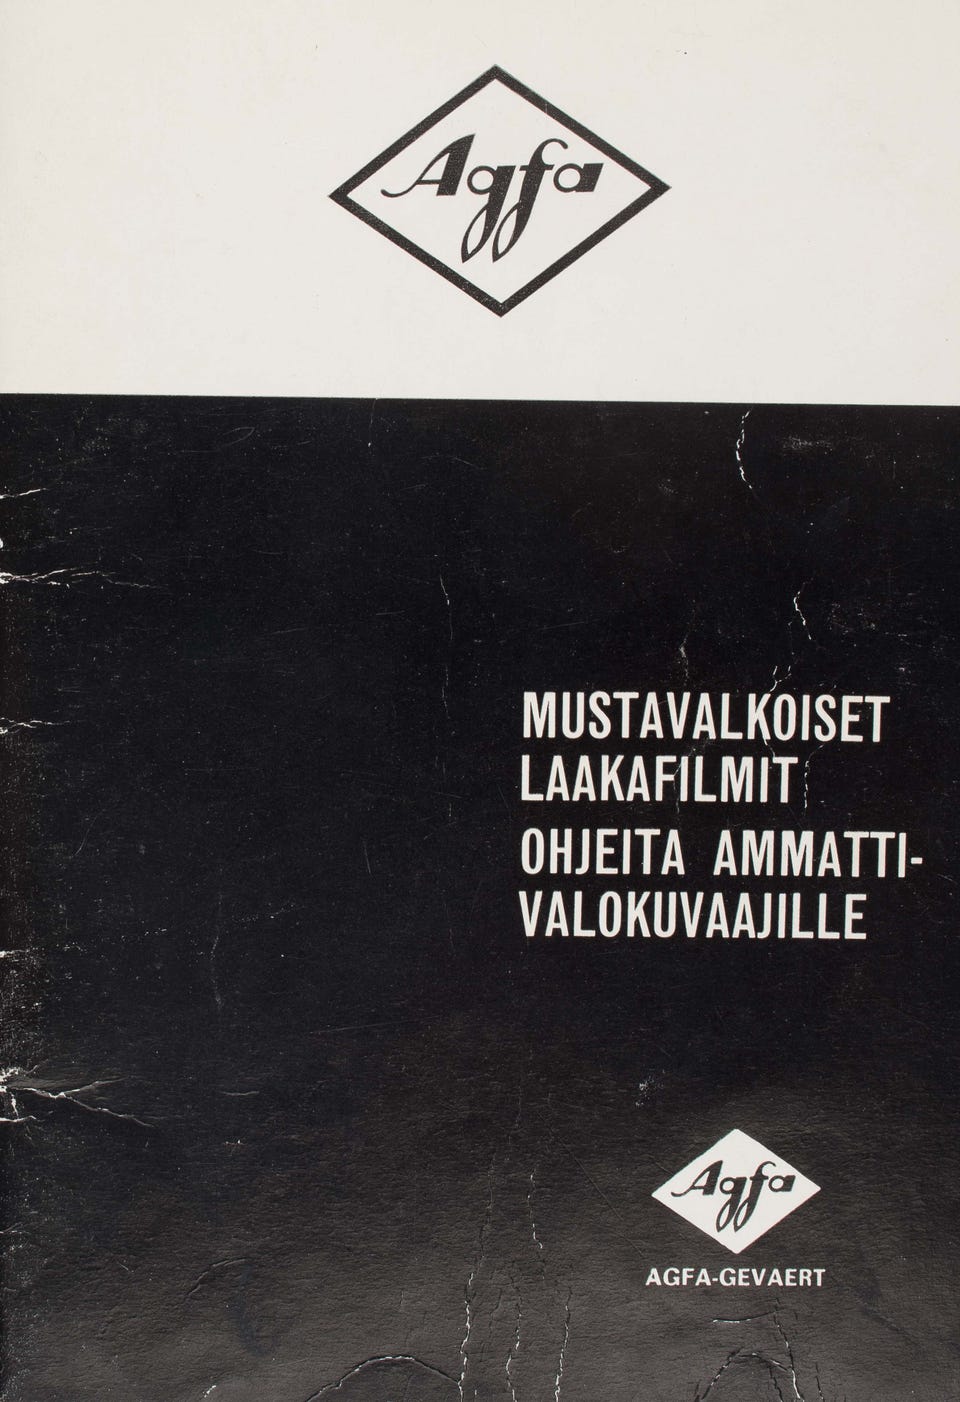 Agfa
MUSTAVALKOISET
LAAKAFILMIT
OHJEITA AMMATTI-
VALOKUVAAJILLE
Agfa
AGFA-GEVAERT